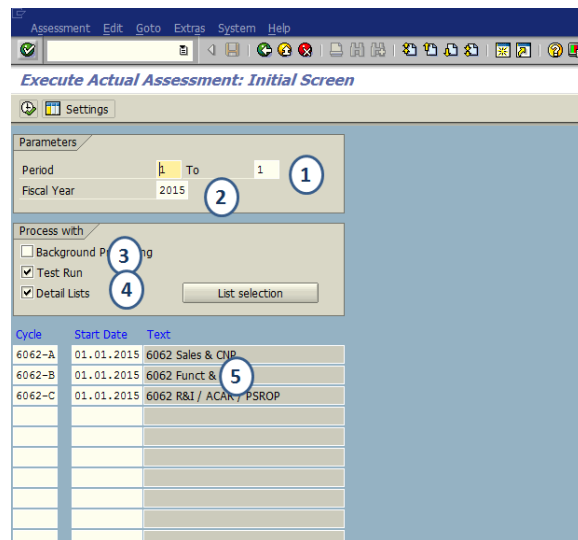 Assessment Edit Goto Extras System Help
Execute Actual Assessment: Initial Screen
Settings
Parameters
Period 1 To 1 1
Fiscal Year 2015 2
Process with
Background 3
Test Run
Detail Lists 4 List selection
Cycle Start Date Text
6062-A 01.01.2015 6062 Sales & CNP
6062-B 01.01.2015 6062 Funct & 5
6062-C 01.01.2015 6062 R&I / ACAR / PSROP